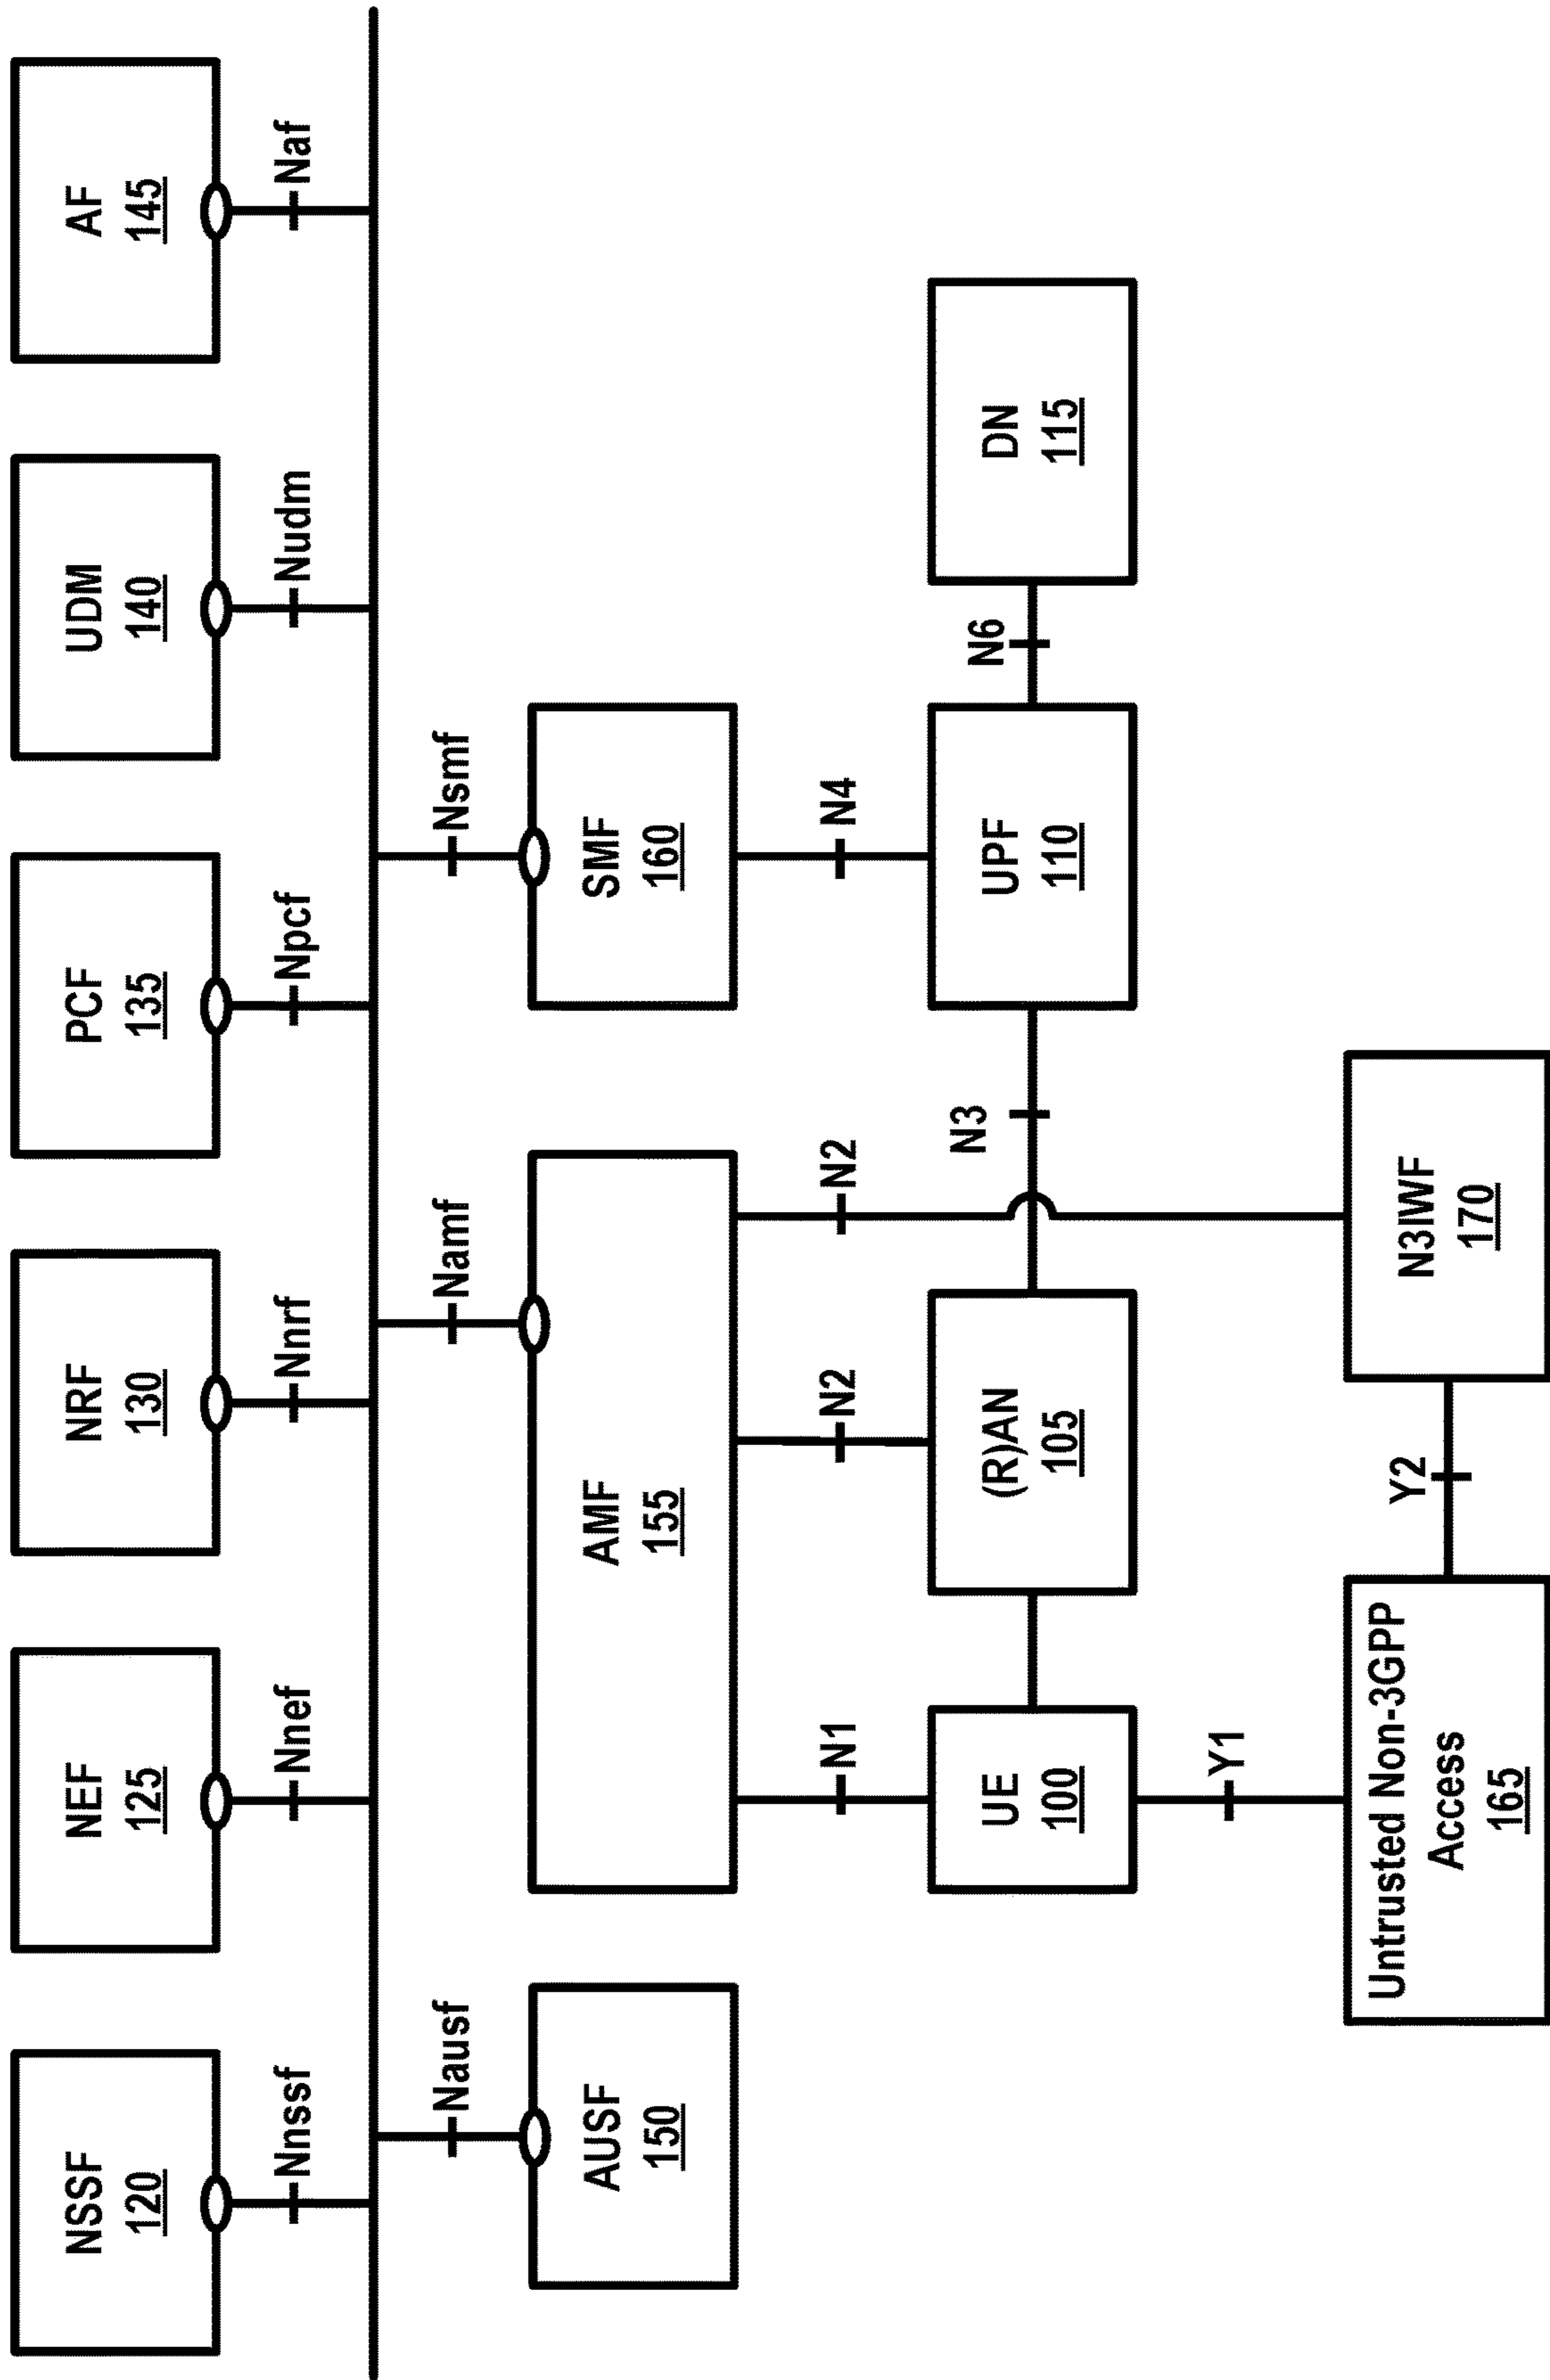 NSSF
120
NEF
125
NRF
130
PCF
135
UDM
140
AF
145
Nnssf
Nnef
Nnrf
Npcf
Nudm
Naf
Nausf
Namf
Nsmf
AUSF
150
AMF
155
SMF
160
N1
N2
N2
N4
UE
100
(R)AN
105
N3
UPF
110
N6
DN
115
Y1
Untrusted Non-3GPP
Access
165
Y2
N3IWF
170